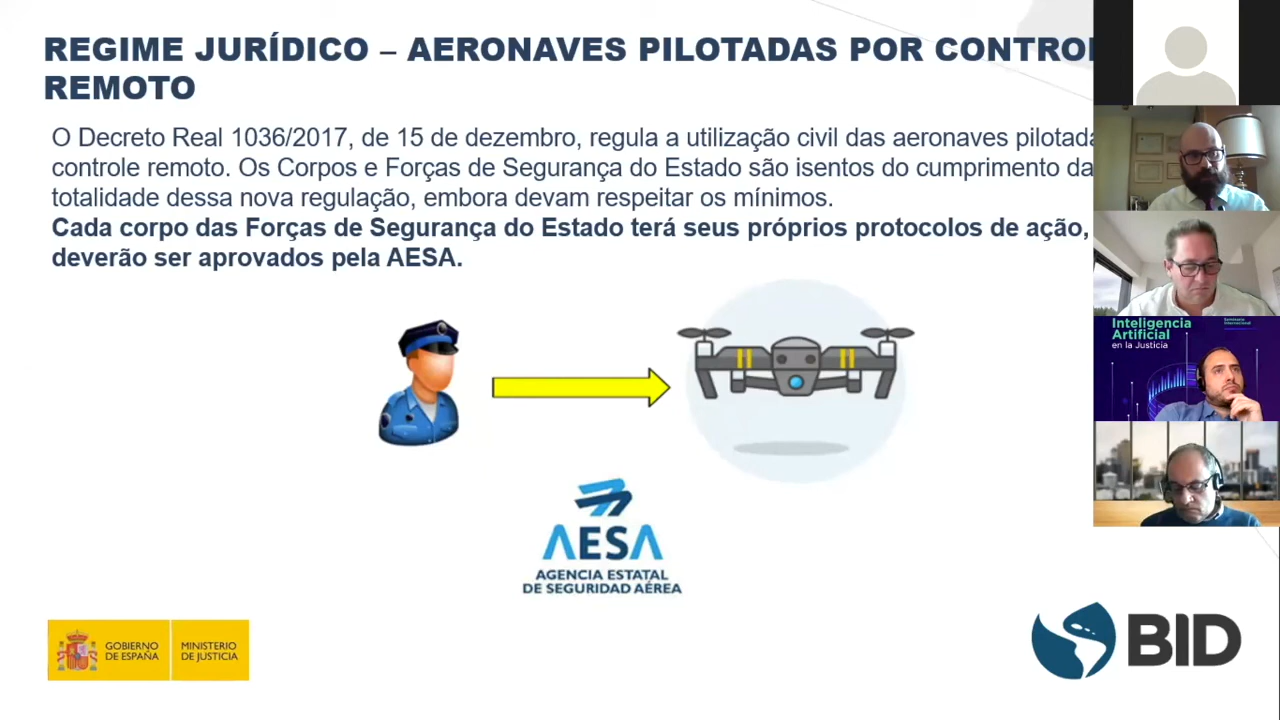 REGIME JURÍDICO – AERONAVES PILOTADAS POR CONTROL
REMOTO
O Decreto Real 1036/2017, de 15 de dezembro, regula a utilização civil das aeronaves pilotada
controle remoto. Os Corpos e Forças de Segurança do Estado são isentos do cumprimento da
totalidade dessa nova regulação, embora devam respeitar os mínimos.
Cada corpo das Forças de Segurança do Estado terá seus próprios protocolos de ação,
deverão ser aprovados pela AESA.
Inteligencia
Artificial
en la Justicia
Seminario
Internacional
AESA
AGENCIA ESTATAL
DE SEGURIDAD AÉREA
GOBIERNO
DE ESPAÑA
MINISTERIO
DE JUSTICIA
BID